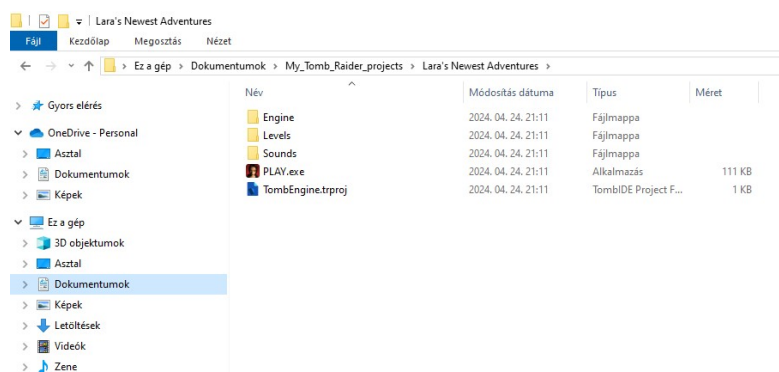 Lara's Newest Adventures
Fájl Kezdőlap Megosztás Nézet
Ez a gép > Dokumentumok > My_Tomb_Raider_projects > Lara's Newest Adventures >
Név Módosítás dátuma Típus Méret
Gyors elérés
OneDrive - Personal
Asztal
Dokumentumok
Képek
Ez a gép
3D objektumok
Asztal
Dokumentumok
Képek
Letöltések
Videók
Zene
Engine 2024. 04. 24. 21:11 Fájlmappa
Levels 2024. 04. 24. 21:11 Fájlmappa
Sounds 2024. 04. 24. 21:11 Fájlmappa
PLAY.exe 2024. 04. 24. 21:11 Alkalmazás 111 KB
TombEngine.trproj 2024. 04. 24. 21:11 TombIDE Project F... 1 KB